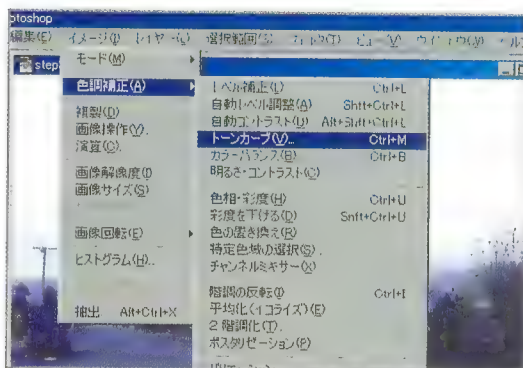 otoshop
編集(E) イメージ(I) レイヤー(L) 選択範囲(S) フィルタ(T) ビュー(V) ウィンドウ(W)
step
モード(M)
色調補正(A)
複製(D)
画像操作(Y)...
演算(C)...
画像解像度(I)
画像サイズ(S)
画像回転(E)
ヒストグラム(H)...
抽出... Alt+Ctrl+X
レベル補正(L)... Ctrl+L
自動レベル調整(A) Shft+Ctrl+L
自動コントラスト(U) Alt+Shft+Ctrl+L
トーンカーブ(V)... Ctrl+M
カラーバランス(B)... Ctrl+B
明るさ・コントラスト(C)...
色相・彩度(H)... Ctrl+U
彩度を下げる(D) Shft+Ctrl+U
色の置き換え(R)...
特定色域の選択(S)...
チャンネルミキサー(X)...
階調の反転(I) Ctrl+I
平均化(イコライズ)(E)
2 階調化(T)...
ポスタリゼーション(P)...